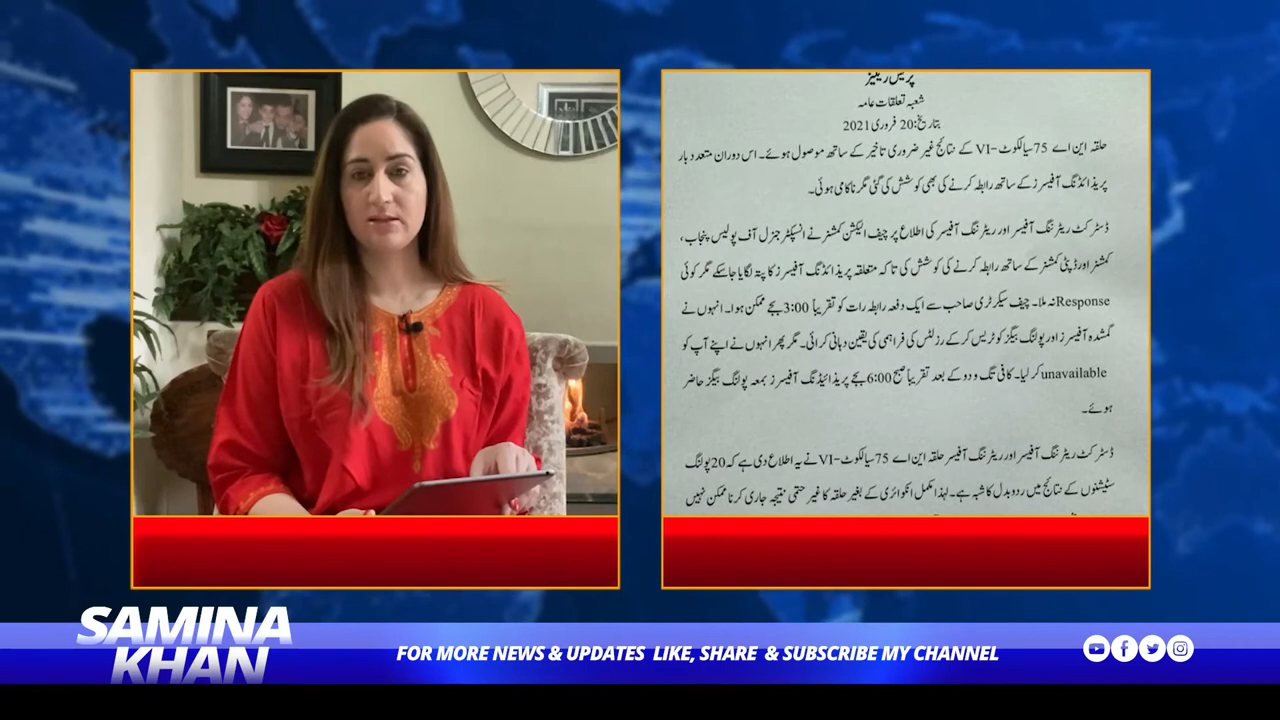 پریس ریلیز
شعبہ تعلقات عامہ
بتاریخ: 20 فروری 2021
حلقہ این اے 75 سیالکوٹ-VI کے نتائج غیر ضروری تاخیر کے ساتھ موصول ہوئے۔ اس دوران متعدد بار
پریذائڈنگ آفیسرز کے ساتھ رابطہ کرنے کی بھی کوشش کی گئی مگر ناکامی ہوئی۔
ڈسٹرکٹ ریٹرننگ آفیسر اور ریٹرننگ آفیسر کی اطلاع پر چیف الیکشن کمشنر نے انسپکٹر جنرل آف پولیس پنجاب،
کمشنر اور ڈپٹی کمشنر کے ساتھ رابطہ کرنے کی کوشش کی تاکہ متعلقہ پریذائڈنگ آفیسرز کا پتہ لگایا جاسکے مگر کوئی
Response نہ ملا۔ چیف سیکرٹری صاحب سے ایک دفعہ رابطہ رات کو تقریباً 3:00 بجے ممکن ہوا۔ انہوں نے
گمشدہ آفیسرز اور پولنگ بیگز کو ٹریس کرکے رزلٹس کی فراہمی کی یقین دہانی کرائی۔ مگر پھر انہوں نے اپنے آپ کو
unavailable کر لیا۔ کافی تگ و دو کے بعد تقریباً صبح 6:00 بجے پریذائیڈنگ آفیسرز بمعہ پولنگ بیگز حاضر
ہوئے۔
ڈسٹرکٹ ریٹرننگ آفیسر اور ریٹرننگ آفیسر حلقہ این اے 75 سیالکوٹ-VI نے یہ اطلاع دی ہے کہ 20 پولنگ
سٹیشنوں کے نتائج میں ردوبدل کا شبہ ہے۔ لہذا مکمل انکوائری کے بغیر حلقہ کا غیر حتمی نتیجہ جاری کرنا ممکن نہیں
SAMINA
KHAN
FOR MORE NEWS & UPDATES LIKE, SHARE & SUBSCRIBE MY CHANNEL